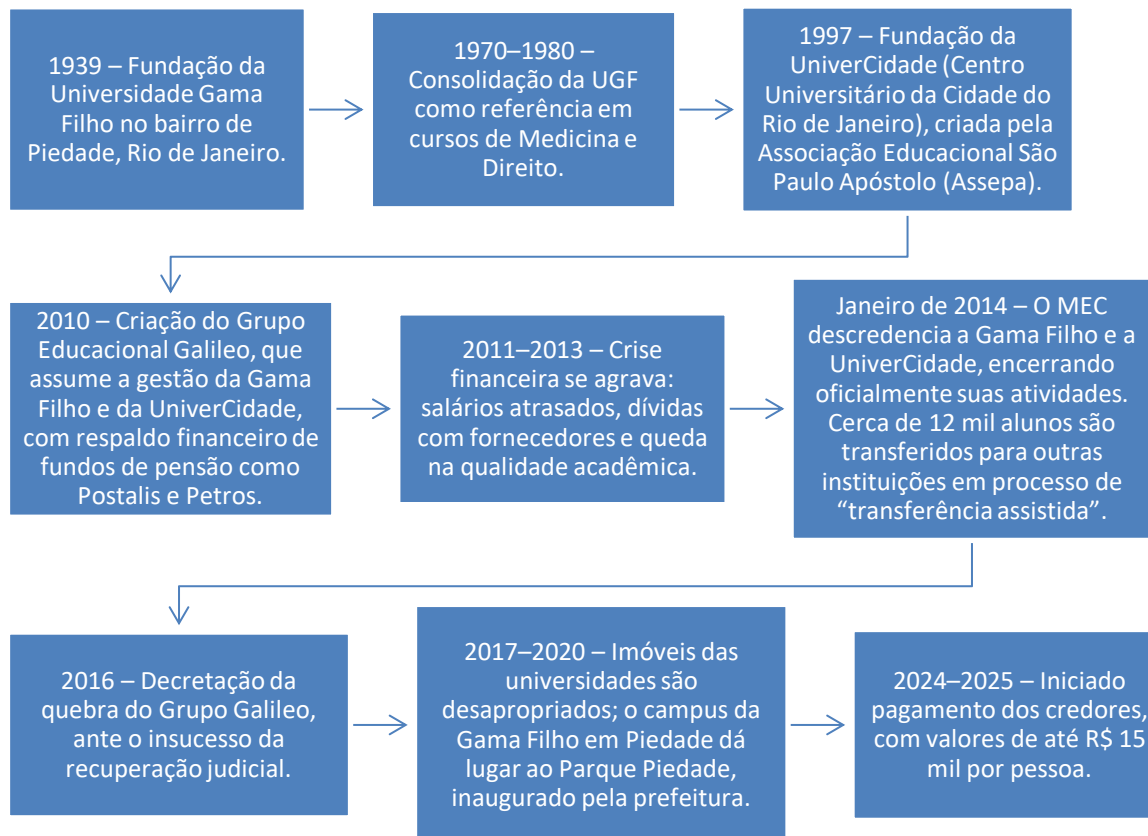 1939 – Fundação da
Universidade Gama
Filho no bairro de
Piedade, Rio de Janeiro.
1970–1980 –
Consolidação da UGF
como referência em
cursos de Medicina e
Direito.
1997 – Fundação da
UniverCidade (Centro
Universitário da Cidade do
Rio de Janeiro), criada pela
Associação Educacional São
Paulo Apóstolo (Assepa).
2010 – Criação do Grupo
Educacional Galileo, que
assume a gestão da Gama
Filho e da UniverCidade,
com respaldo financeiro de
fundos de pensão como
Postalis e Petros.
2011–2013 – Crise
financeira se agrava:
salários atrasados, dívidas
com fornecedores e queda
na qualidade acadêmica.
Janeiro de 2014 – O MEC
descredencia a Gama Filho e a
UniverCidade, encerrando
oficialmente suas atividades.
Cerca de 12 mil alunos são
transferidos para outras
instituições em processo de
“transferência assistida”.
2016 – Decretação da
quebra do Grupo Galileo,
ante o insucesso da
recuperação judicial.
2017–2020 – Imóveis das
universidades são
desapropriados; o campus da
Gama Filho em Piedade dá
lugar ao Parque Piedade,
inaugurado pela prefeitura.
2024–2025 – Iniciado
pagamento dos credores,
com valores de até R$ 15
mil por pessoa.